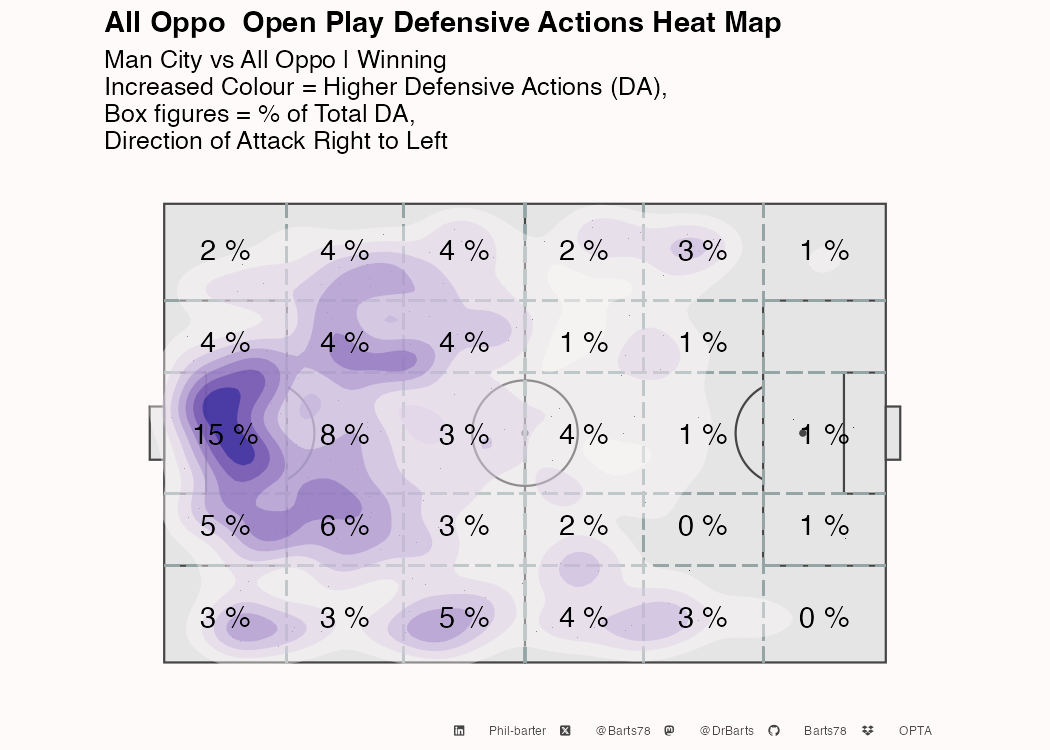 All Oppo  Open Play Defensive Actions Heat Map
Man City vs All Oppo | Winning
Increased Colour = Higher Defensive Actions (DA),
Box figures = % of Total DA,
Direction of Attack Right to Left
2 % 4 % 4 % 2 % 3 % 1 %
4 % 4 % 4 % 1 % 1 %
15 % 8 % 3 % 4 % 1 % 1 %
5 % 6 % 3 % 2 % 0 % 1 %
3 % 3 % 5 % 4 % 3 % 0 %
Phil-barter @Barts78 @DrBarts Barts78 OPTA